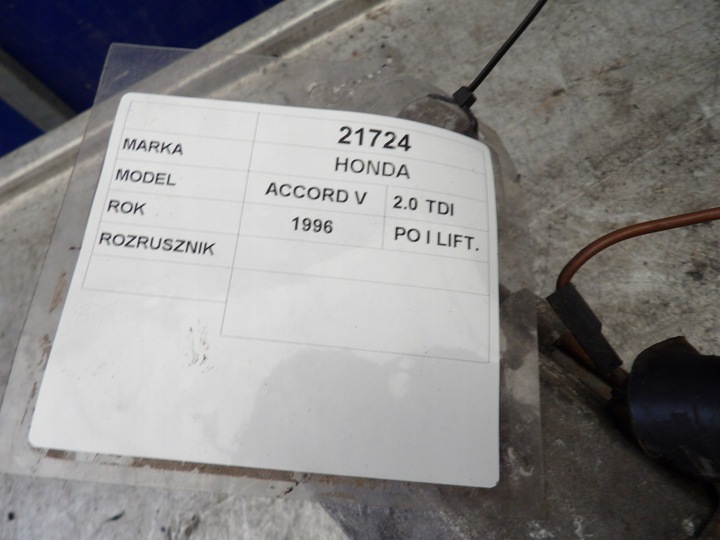 21724
MARKA HONDA
MODEL ACCORD V 2.0 TDI
ROK 1996 PO I LIFT.
ROZRUSZNIK